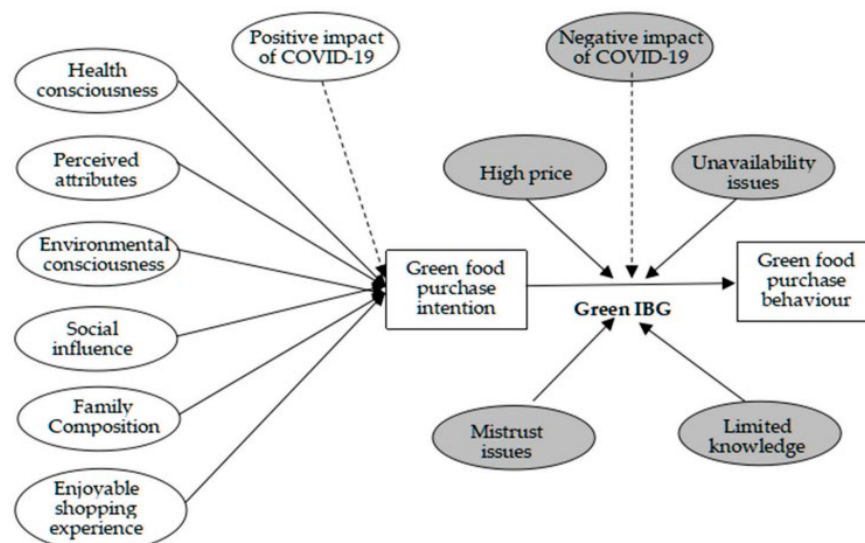 Positive impact
of COVID-19
Negative impact
of COVID-19
Health
consciousness
Perceived
attributes
High price
Unavailability
issues
Environmental
consciousness
Green food
purchase
intention
Green food
purchase
behaviour
Green IBG
Social
influence
Family
Composition
Mistrust
issues
Limited
knowledge
Enjoyable
shopping
experience